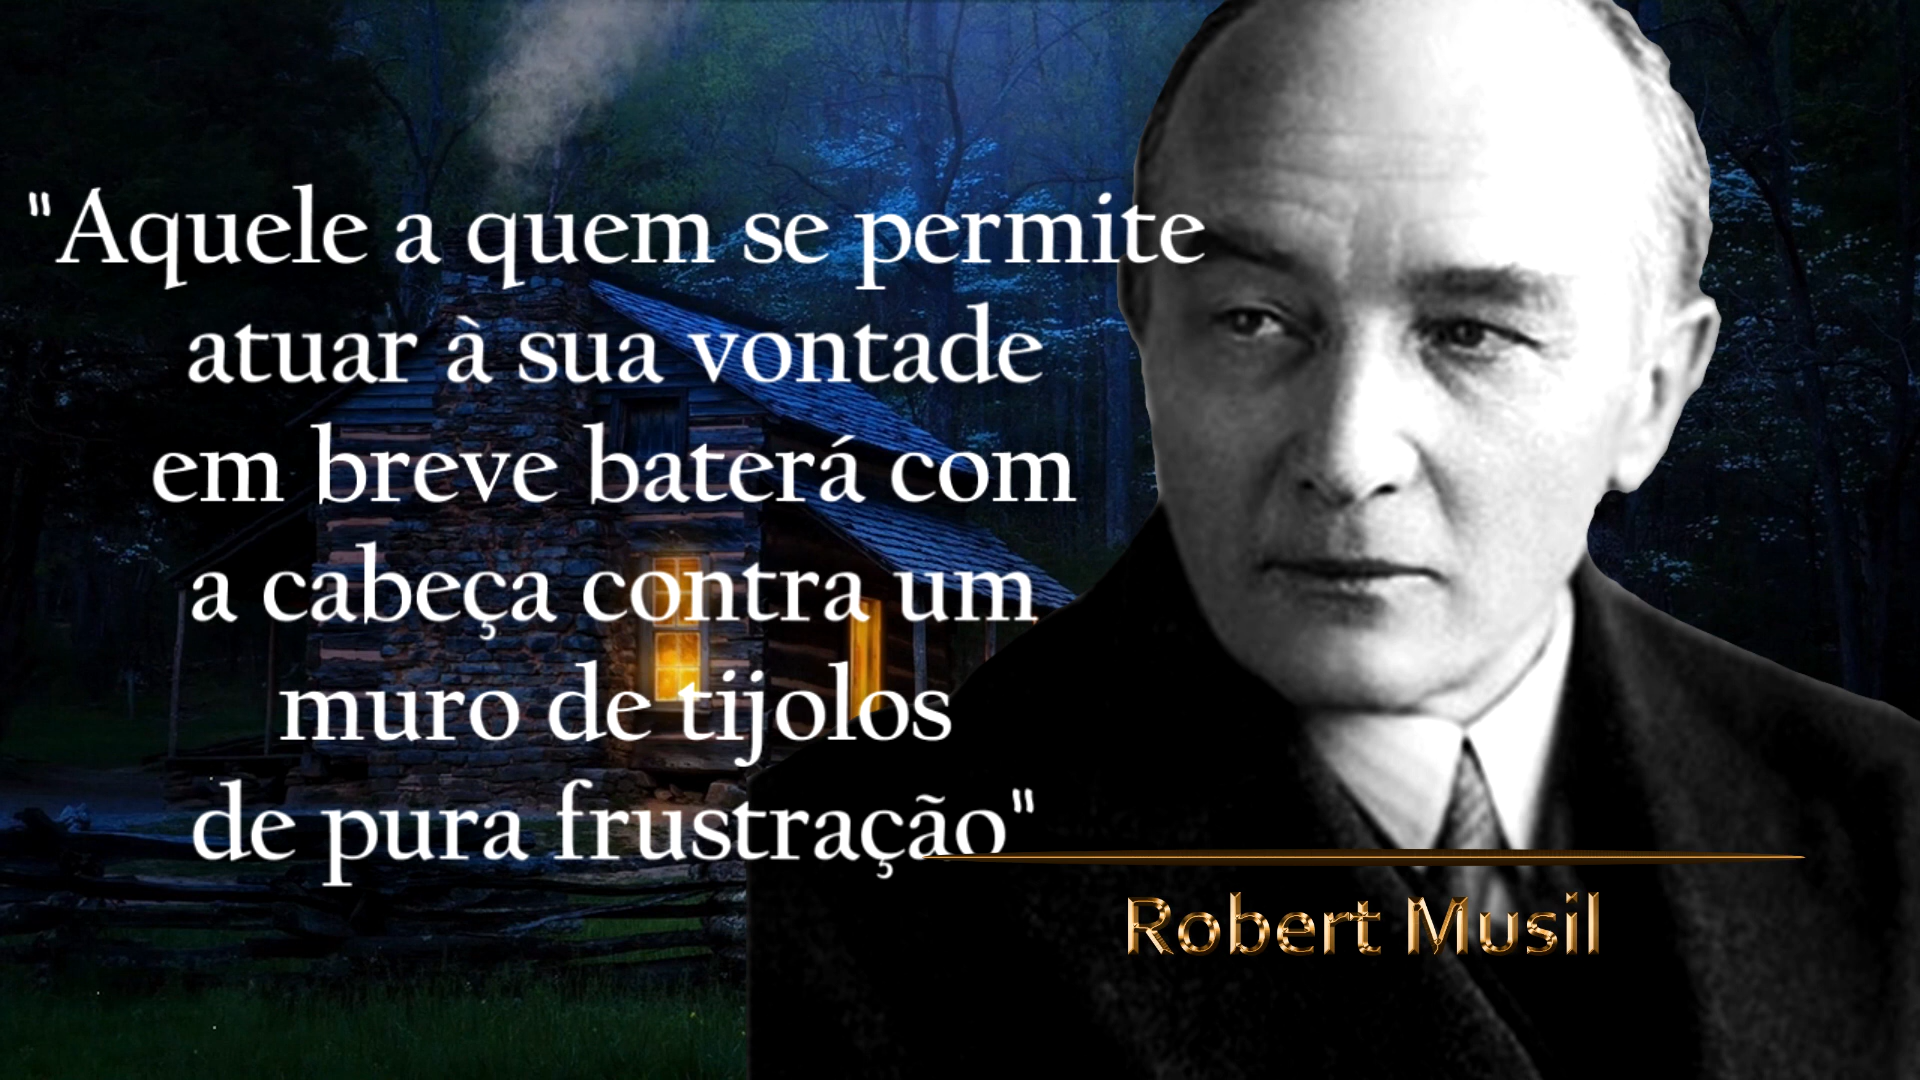 "Aquele a quem se permite
atuar à sua vontade
em breve baterá com
a cabeça contra um
muro de tijolos
de pura frustração"
Robert Musil